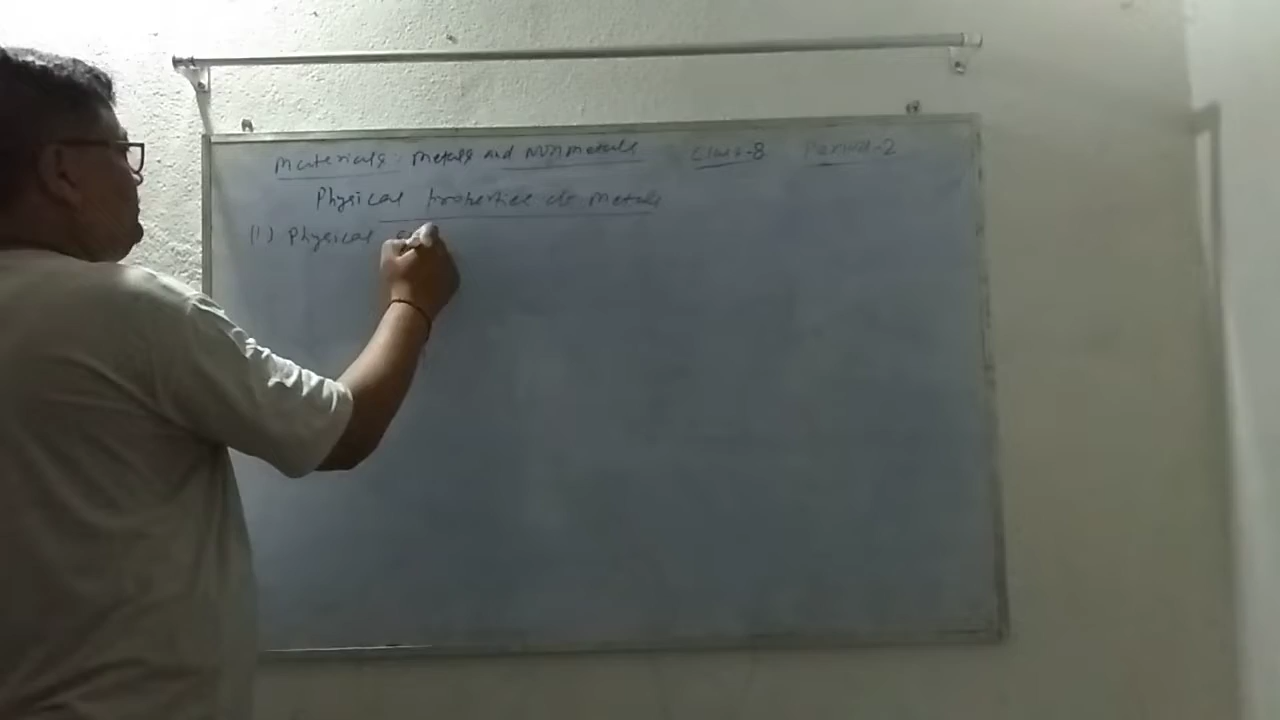 Materials: Metals and Nonmetals Class-8 Period-2
Physical Properties of Metals
(1) Physical